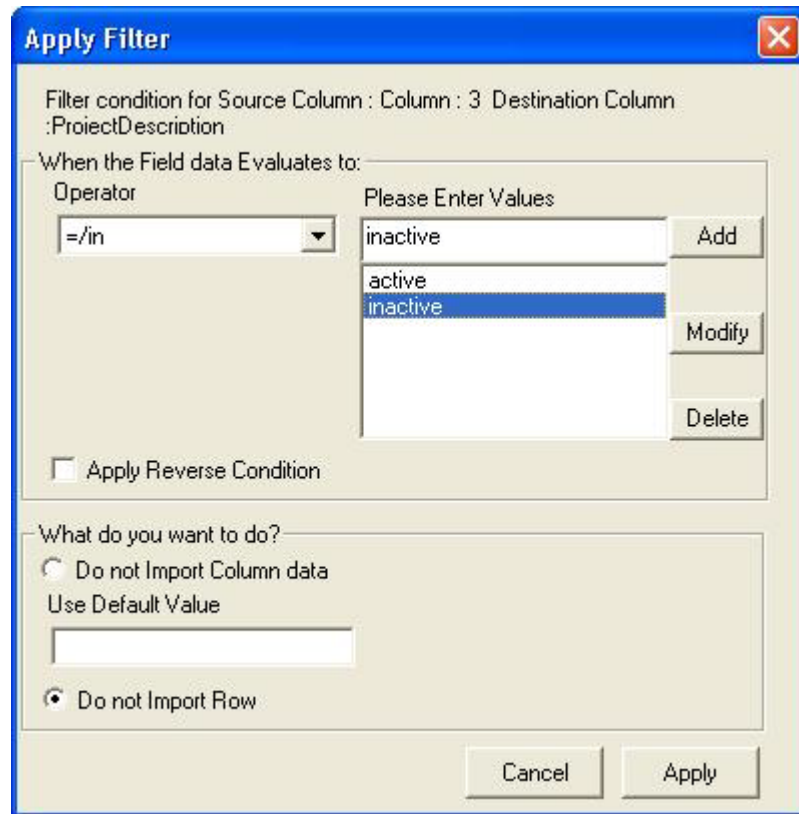 Apply Filter
Filter condition for Source Column : Column : 3 Destination Column
:ProjectDescription
When the Field data Evaluates to:
Operator
Please Enter Values
=/in
inactive
Add
active
inactive
Modify
Delete
Apply Reverse Condition
What do you want to do?
Do not Import Column data
Use Default Value
Do not Import Row
Cancel
Apply